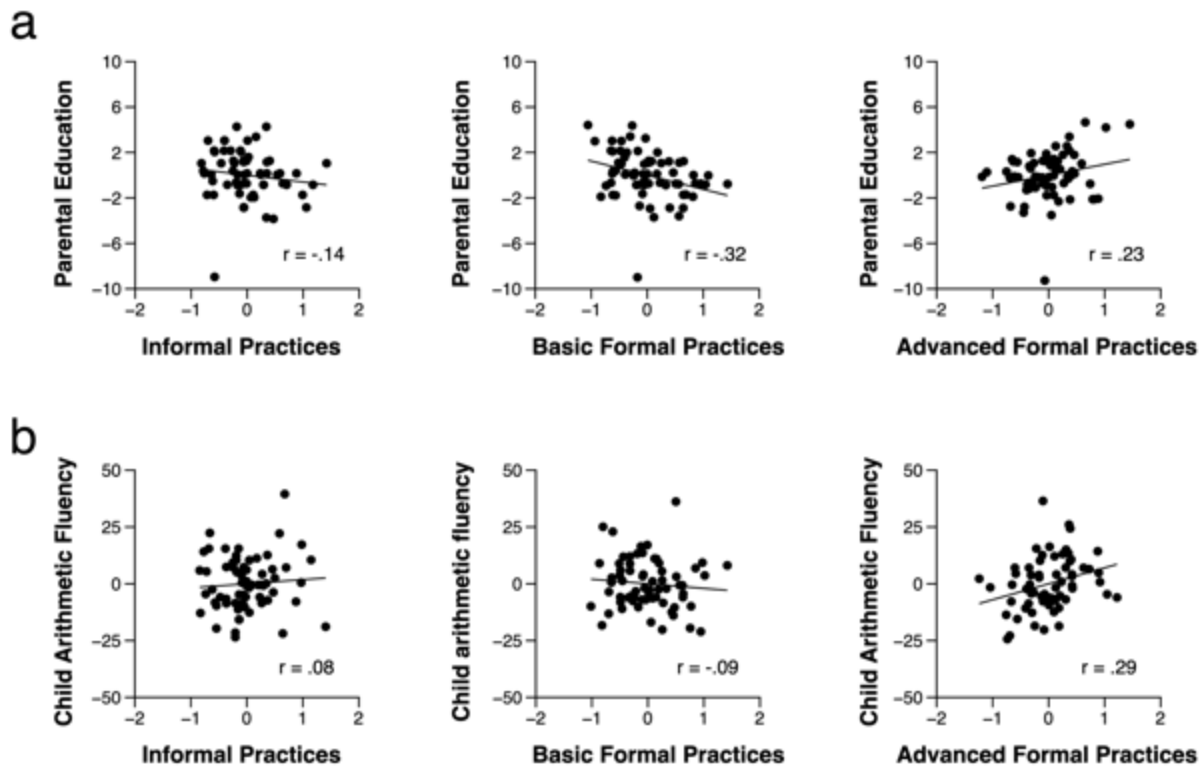 a
10
6
2
−2
−6
−10
Parental Education
r = -.14
−2 −1 0 1 2
Informal Practices
10
6
2
−2
−6
−10
Parental Education
r = -.32
−2 −1 0 1 2
Basic Formal Practices
10
6
2
−2
−6
−10
Parental Education
r = .23
−2 −1 0 1 2
Advanced Formal Practices
b
50
25
0
−25
−50
Child Arithmetic Fluency
r = .08
−2 −1 0 1 2
Informal Practices
50
25
0
−25
−50
Child arithmetic fluency
r = -.09
−2 −1 0 1 2
Basic Formal Practices
50
25
0
−25
−50
Child Arithmetic Fluency
r = .29
−2 −1 0 1 2
Advanced Formal Practices